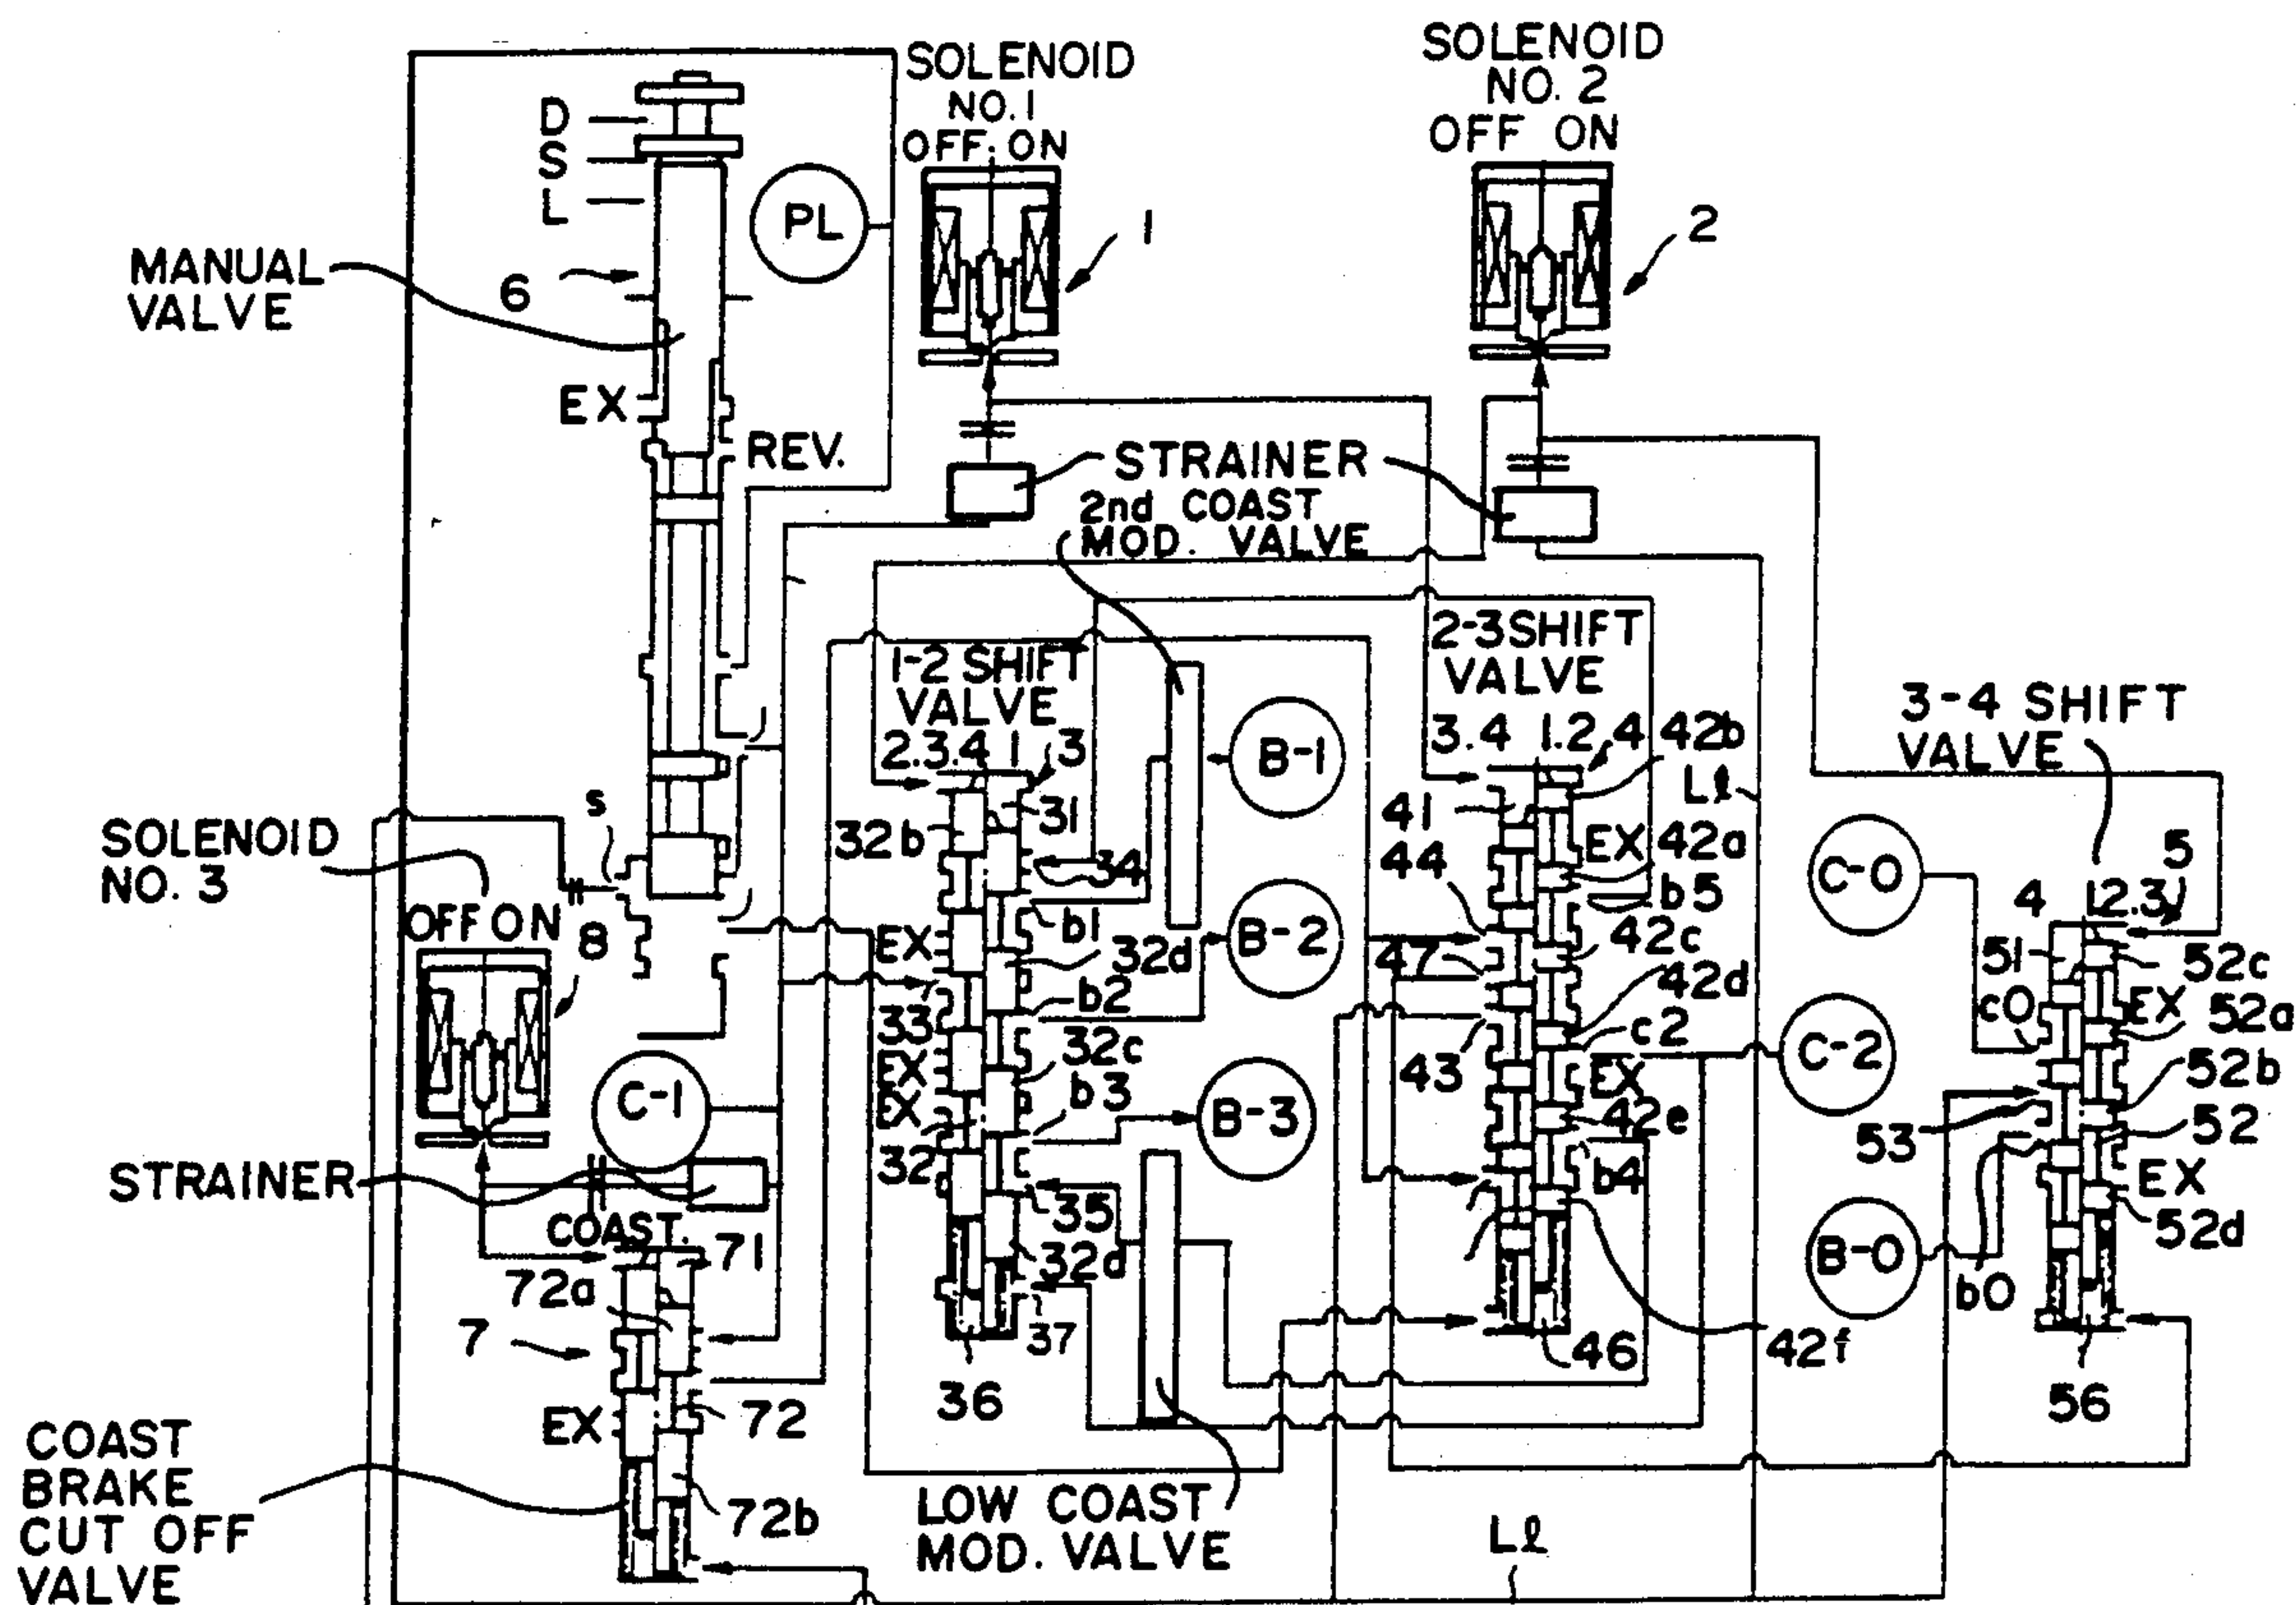 SOLENOID
NO. 1
OFF. ON
SOLENOID
NO. 2
OFF ON
D
S
L
PL
1
2
MANUAL
VALVE
6
EX
REV.
STRAINER
2nd COAST
MOD. VALVE
1-2 SHIFT
VALVE
2.3.4 1
3
2-3 SHIFT
VALVE
3.4 1.2
4
42b
3-4 SHIFT
VALVE
B-1
Ll
s
SOLENOID
NO. 3
OFF ON
8
32b
31
34
41
44
EX
42a
b5
C-0
5
4
1.2.3
EX
b1
32d
B-2
47
42c
42d
51
52c
33
b2
c2
c0
EX
52a
EX
32c
43
EX
C-2
52b
EX
b3
B-3
42e
53
52
C-1
32
b4
EX
STRAINER
35
52d
COAST.
71
32d
B-0
b0
72a
7
37
46
42f
36
56
EX
72
COAST
BRAKE
CUT OFF
VALVE
72b
LOW COAST
MOD. VALVE
Ll